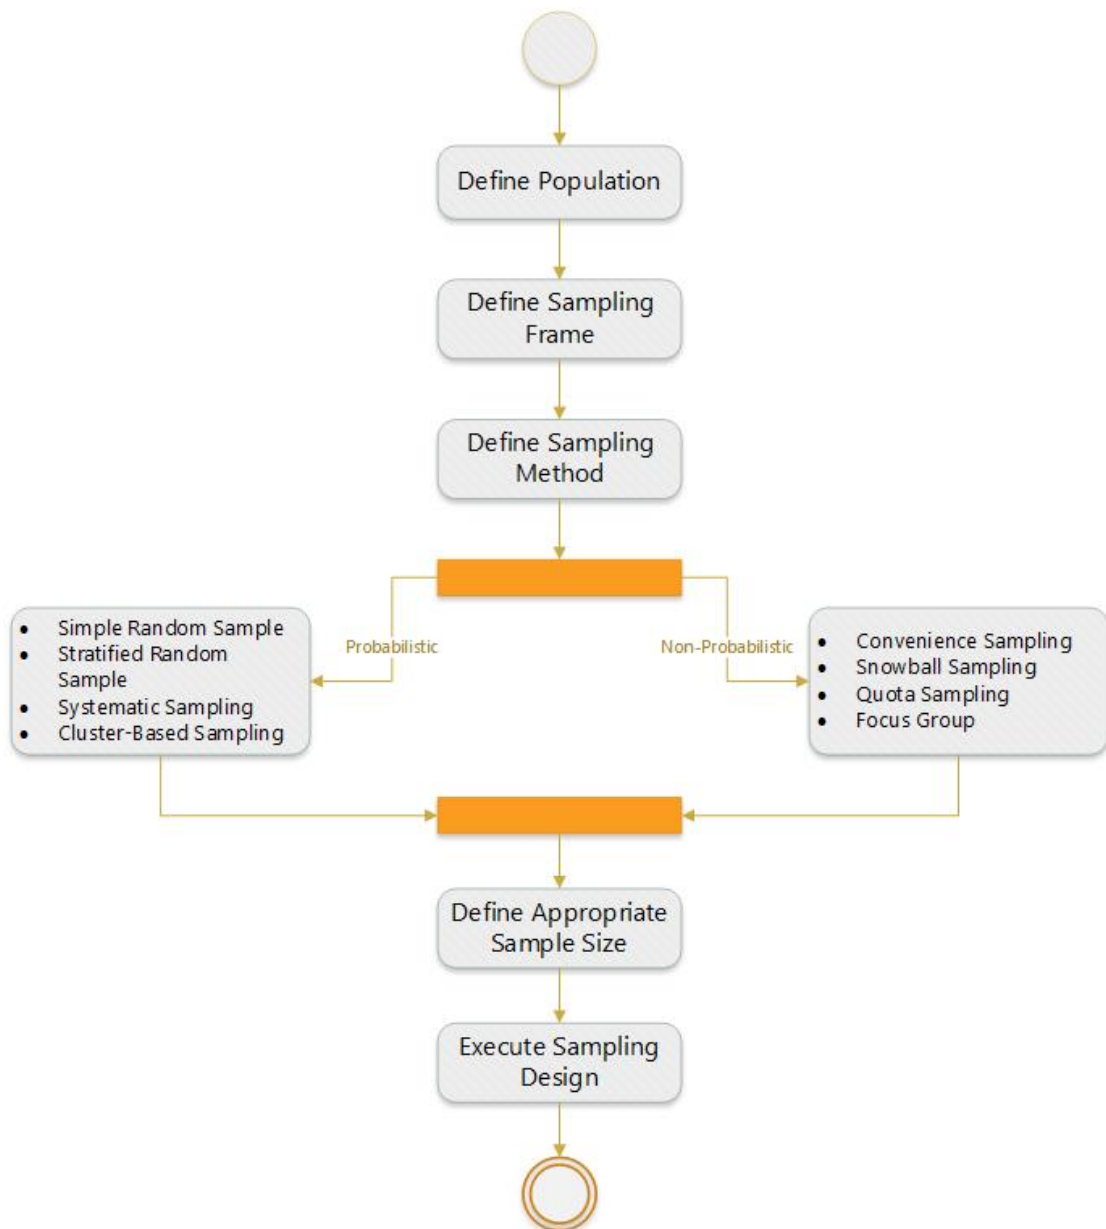 Define Population
Define Sampling
Frame
Define Sampling
Method
Probabilistic
Non-Probabilistic
• Simple Random Sample
• Stratified Random
Sample
• Systematic Sampling
• Cluster-Based Sampling
• Convenience Sampling
• Snowball Sampling
• Quota Sampling
• Focus Group
Define Appropriate
Sample Size
Execute Sampling
Design